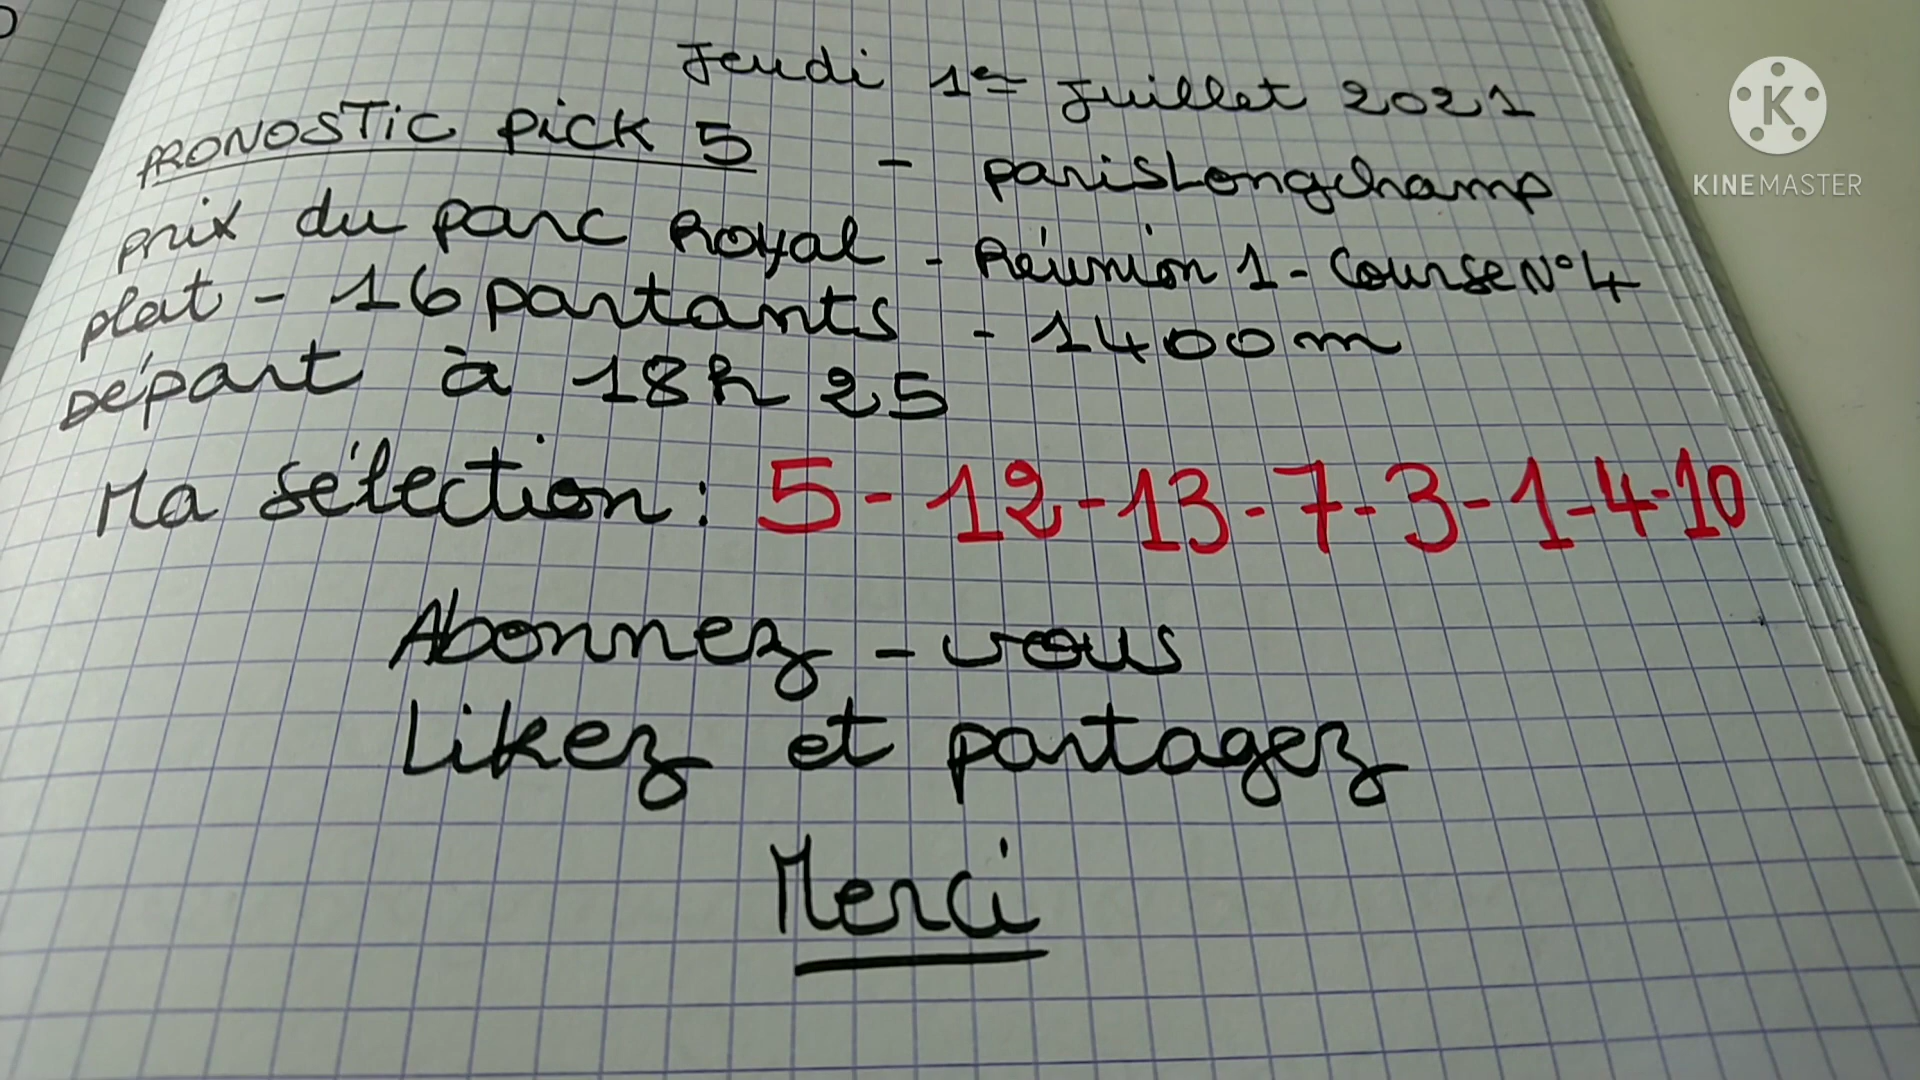 Jeudi 1er Juillet 2021
PRONOSTiC PiCK 5 - parisLongchamp
prix du parc Royal - Réunion 1 - Course N°4
plat - 16 partants - 1400m
Départ à 18h25
Ma sélection: 5-12-13-7-3-1-4-10
Abonnez-vous
Likez et partagez
Merci
K
KINEMASTER